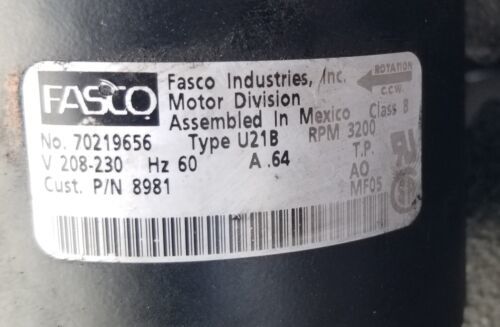 FASCO
Fasco Industries, Inc.
Motor Division
Assembled In Mexico Class B
ROTATION
C.C.W.
No. 70219656 Type U21B RPM 3200
V 208-230 Hz 60 A .64 T.P.
Cust. P/N 8981 AO
MF05